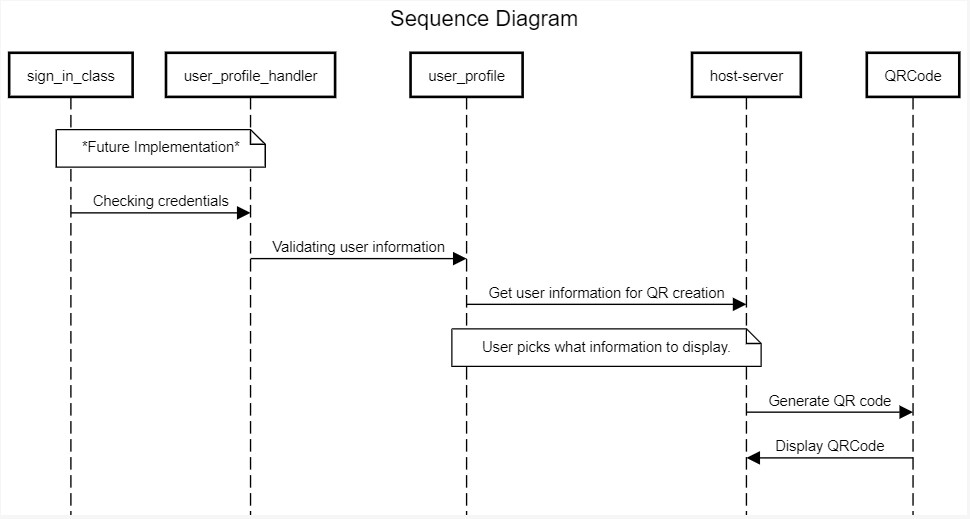 Sequence Diagram
sign_in_class
user_profile_handler
user_profile
host-server
QRCode
*Future Implementation*
Checking credentials
Validating user information
Get user information for QR creation
User picks what information to display.
Generate QR code
Display QRCode